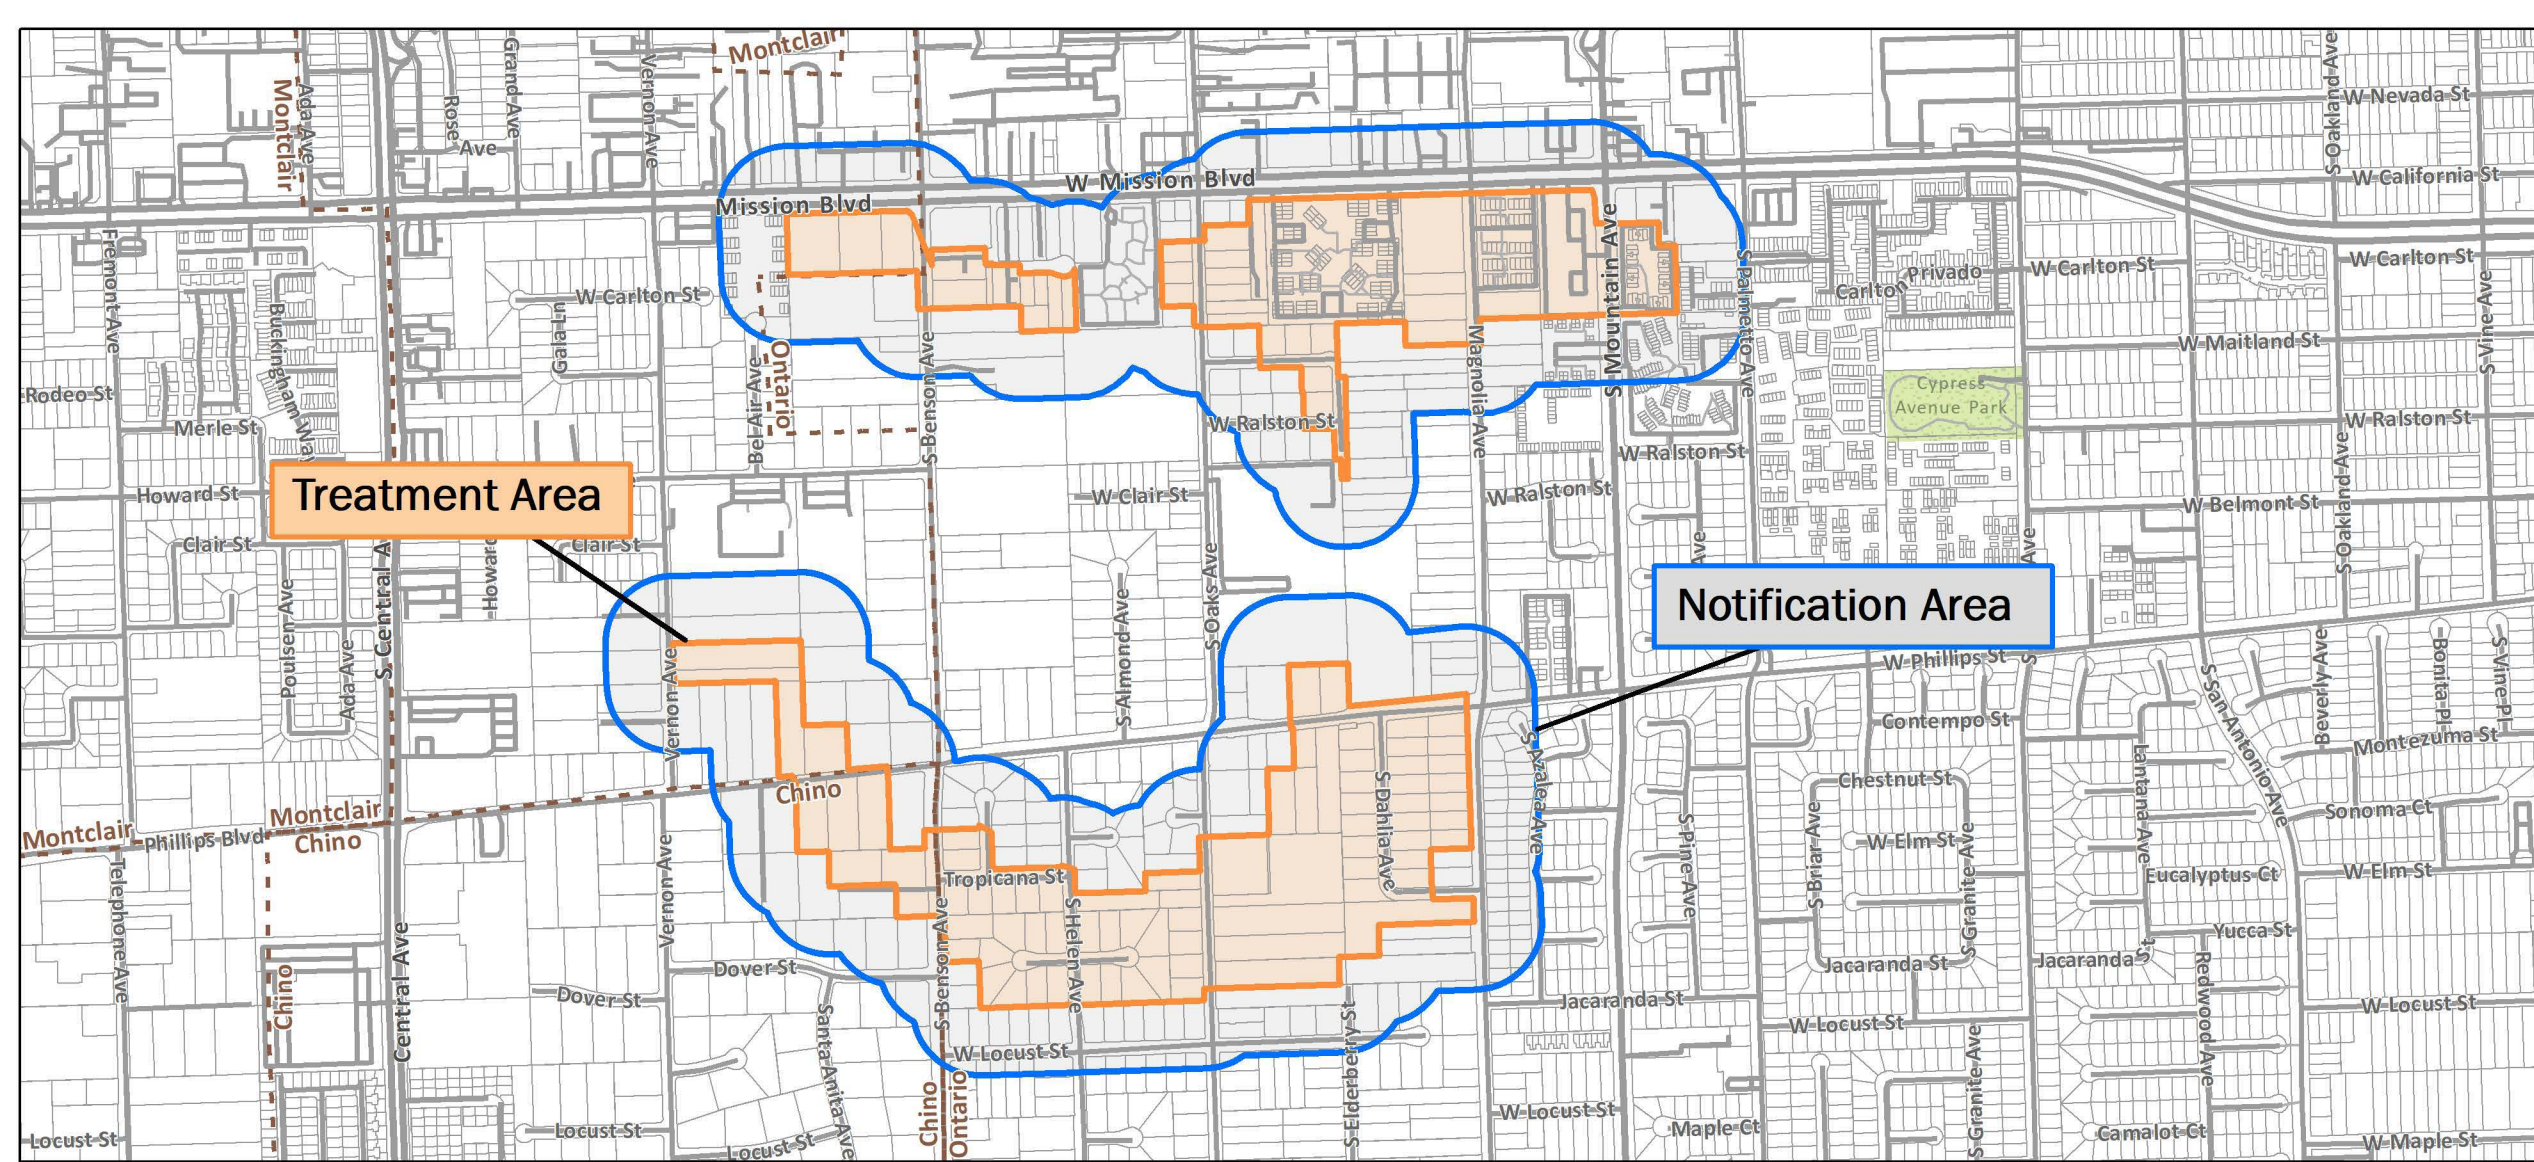 Montclair
Montclair
Ada Ave
Rose
Ave
Grand Ave
Vernon Ave
W Mission Blvd
Mission Blvd
S Oakland Ave
W Nevada St
W California St
Fremont Ave
Buckingham Way
W Carlton St
Gala Ln
Rodeo St
Merle St
Bel Air Ave
Ontario
S Benson Ave
W Ralston St
Magnolia Ave
S Mountain Ave
S Palmetto Ave
Carlton Privado
W Carlton St
W Carlton St
W Maitland St
S Vine Ave
Cypress
Avenue Park
W Ralston St
W Ralston St
S Oakland Ave
Treatment Area
Howard St
Clair St
Clair St
Howard
W Clair St
W Ralston St
W Belmont St
Ave
Ave
Notification Area
Poulsen Ave
Ada Ave
S Central A
Vernon Ave
S Almond Ave
S Oaks Ave
W Phillips St
S
Contempo St
S San Antonio Ave
Beverly Ave
Bonita Pl
S Vine Pl
Montezuma St
Chino
Montclair
Phillips Blvd
Montclair
Chino
S Dahlia Ave
S Azalea Ave
Chestnut St
Lantana Ave
Sonoma Ct
S Pine Ave
S Briar Ave
W Elm St
S Granite Ave
Eucalyptus Ct
W Elm St
Telephone Ave
Vernon Ave
Tropicana St
S Helen Ave
S Benson Ave
Yucca St
Chino
Central Ave
Dover St
Dover St
Jacaranda St
Jacaranda St
Redwood Ave
Jacaranda St
W Locust St
W Locust St
Santa Anita Ave
W Locust St
S Elderberry St
S Granite Ave
Chino
Ontario
W Locust St
Maple Ct
Camalot Ct
W Maple St
Locust St
Locust St
Locust St